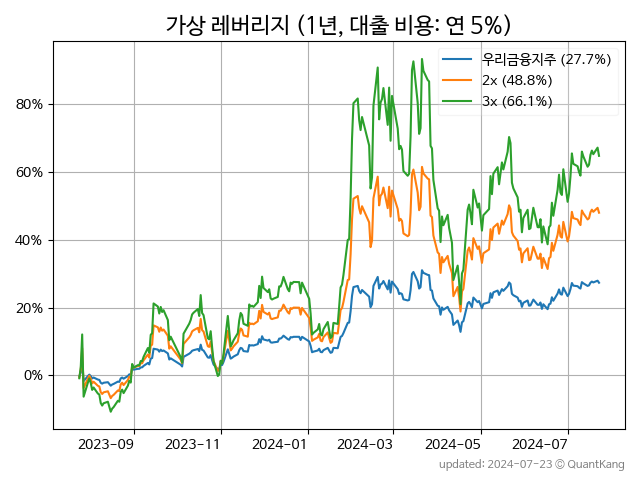 가상 레버리지 (1년, 대출 비용: 연 5%)
우리금융지주 (27.7%)
2x (48.8%)
3x (66.1%)
80%
60%
40%
20%
0%
2023-09 2023-11 2024-01 2024-03 2024-05 2024-07
updated: 2024-07-23 © QuantKang